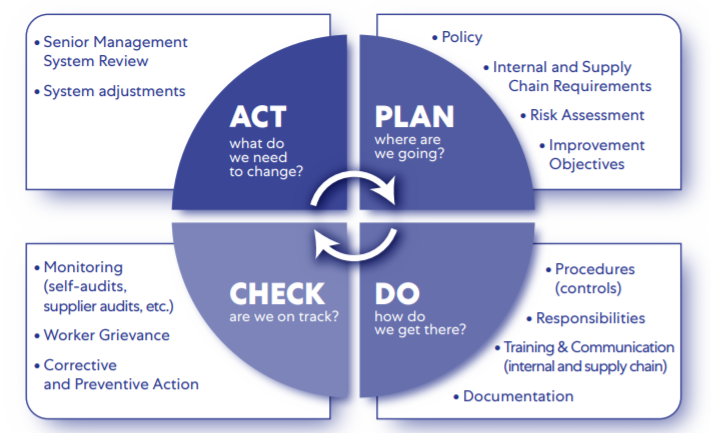 • Senior Management
System Review
• System adjustments
ACT
what do
we need
to change?
PLAN
where are
we going?
• Policy
• Internal and Supply
Chain Requirements
• Risk Assessment
• Improvement
Objectives
• Monitoring
(self-audits,
supplier audits, etc.)
• Worker Grievance
• Corrective
and Preventive Action
CHECK
are we on track?
DO
how do
we get there?
• Procedures
(controls)
• Responsibilities
• Training & Communication
(internal and supply chain)
• Documentation